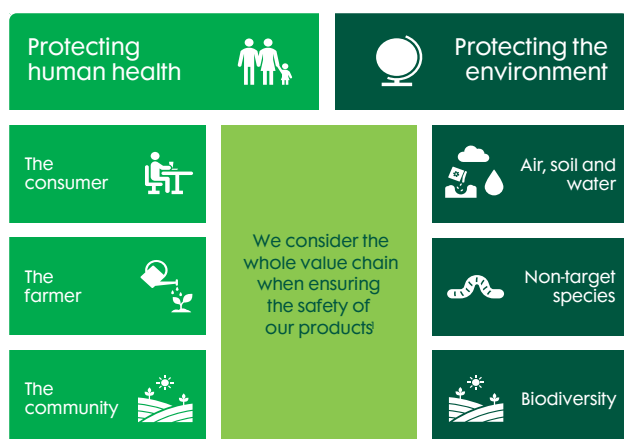 Protecting
human health
Protecting the
environment
The
consumer
The
farmer
The
community
We consider the
whole value chain
when ensuring
the safety of
our products¹
Air, soil and
water
Non-target
species
Biodiversity